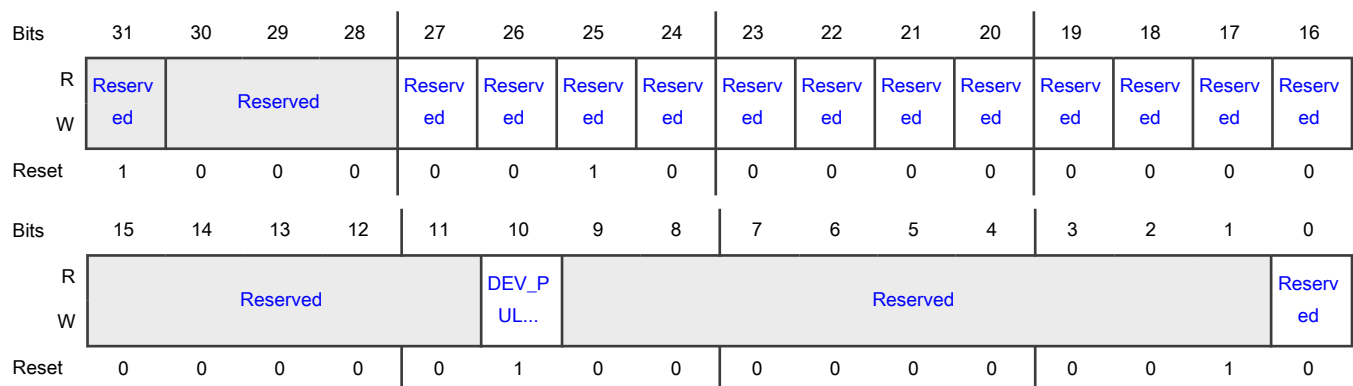 Bits 31 30 29 28 27 26 25 24 23 22 21 20 19 18 17 16
R Reserv Reserved Reserv Reserv Reserv Reserv Reserv Reserv Reserv Reserv Reserv Reserv Reserv Reserv
W ed ed ed ed ed ed ed ed ed ed ed ed ed
Reset 1 0 0 0 0 0 1 0 0 0 0 0 0 0 0 0
Bits 15 14 13 12 11 10 9 8 7 6 5 4 3 2 1 0
R Reserved DEV_P Reserved Reserv
W UL... ed
Reset 0 0 0 0 0 1 0 0 0 0 0 0 0 0 1 0